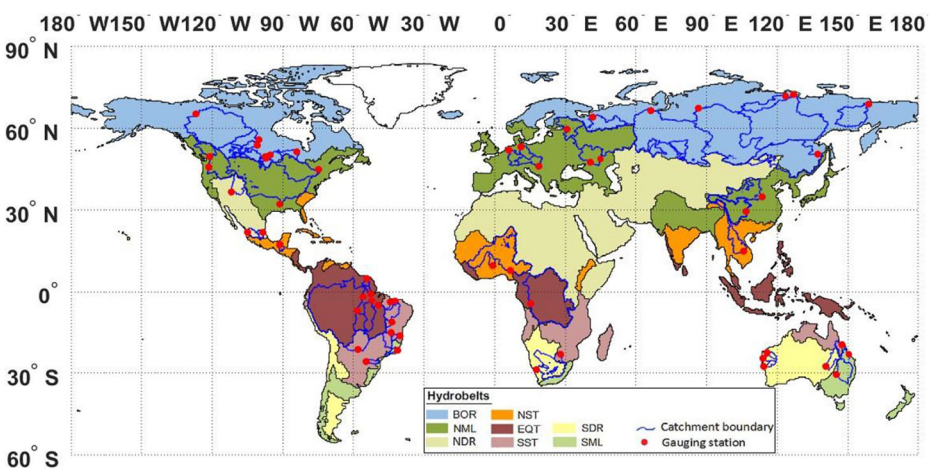 180° W150° W120° W 90° W 60° W 30° W 0° E 30° E 60° E 90° E 120° E 150° E 180°
90° N
60° N
30° N
0°
30° S
60° S
Hydrobelts
BOR NST
NML EQT SDR Catchment boundary
NDR SST SML Gauging station